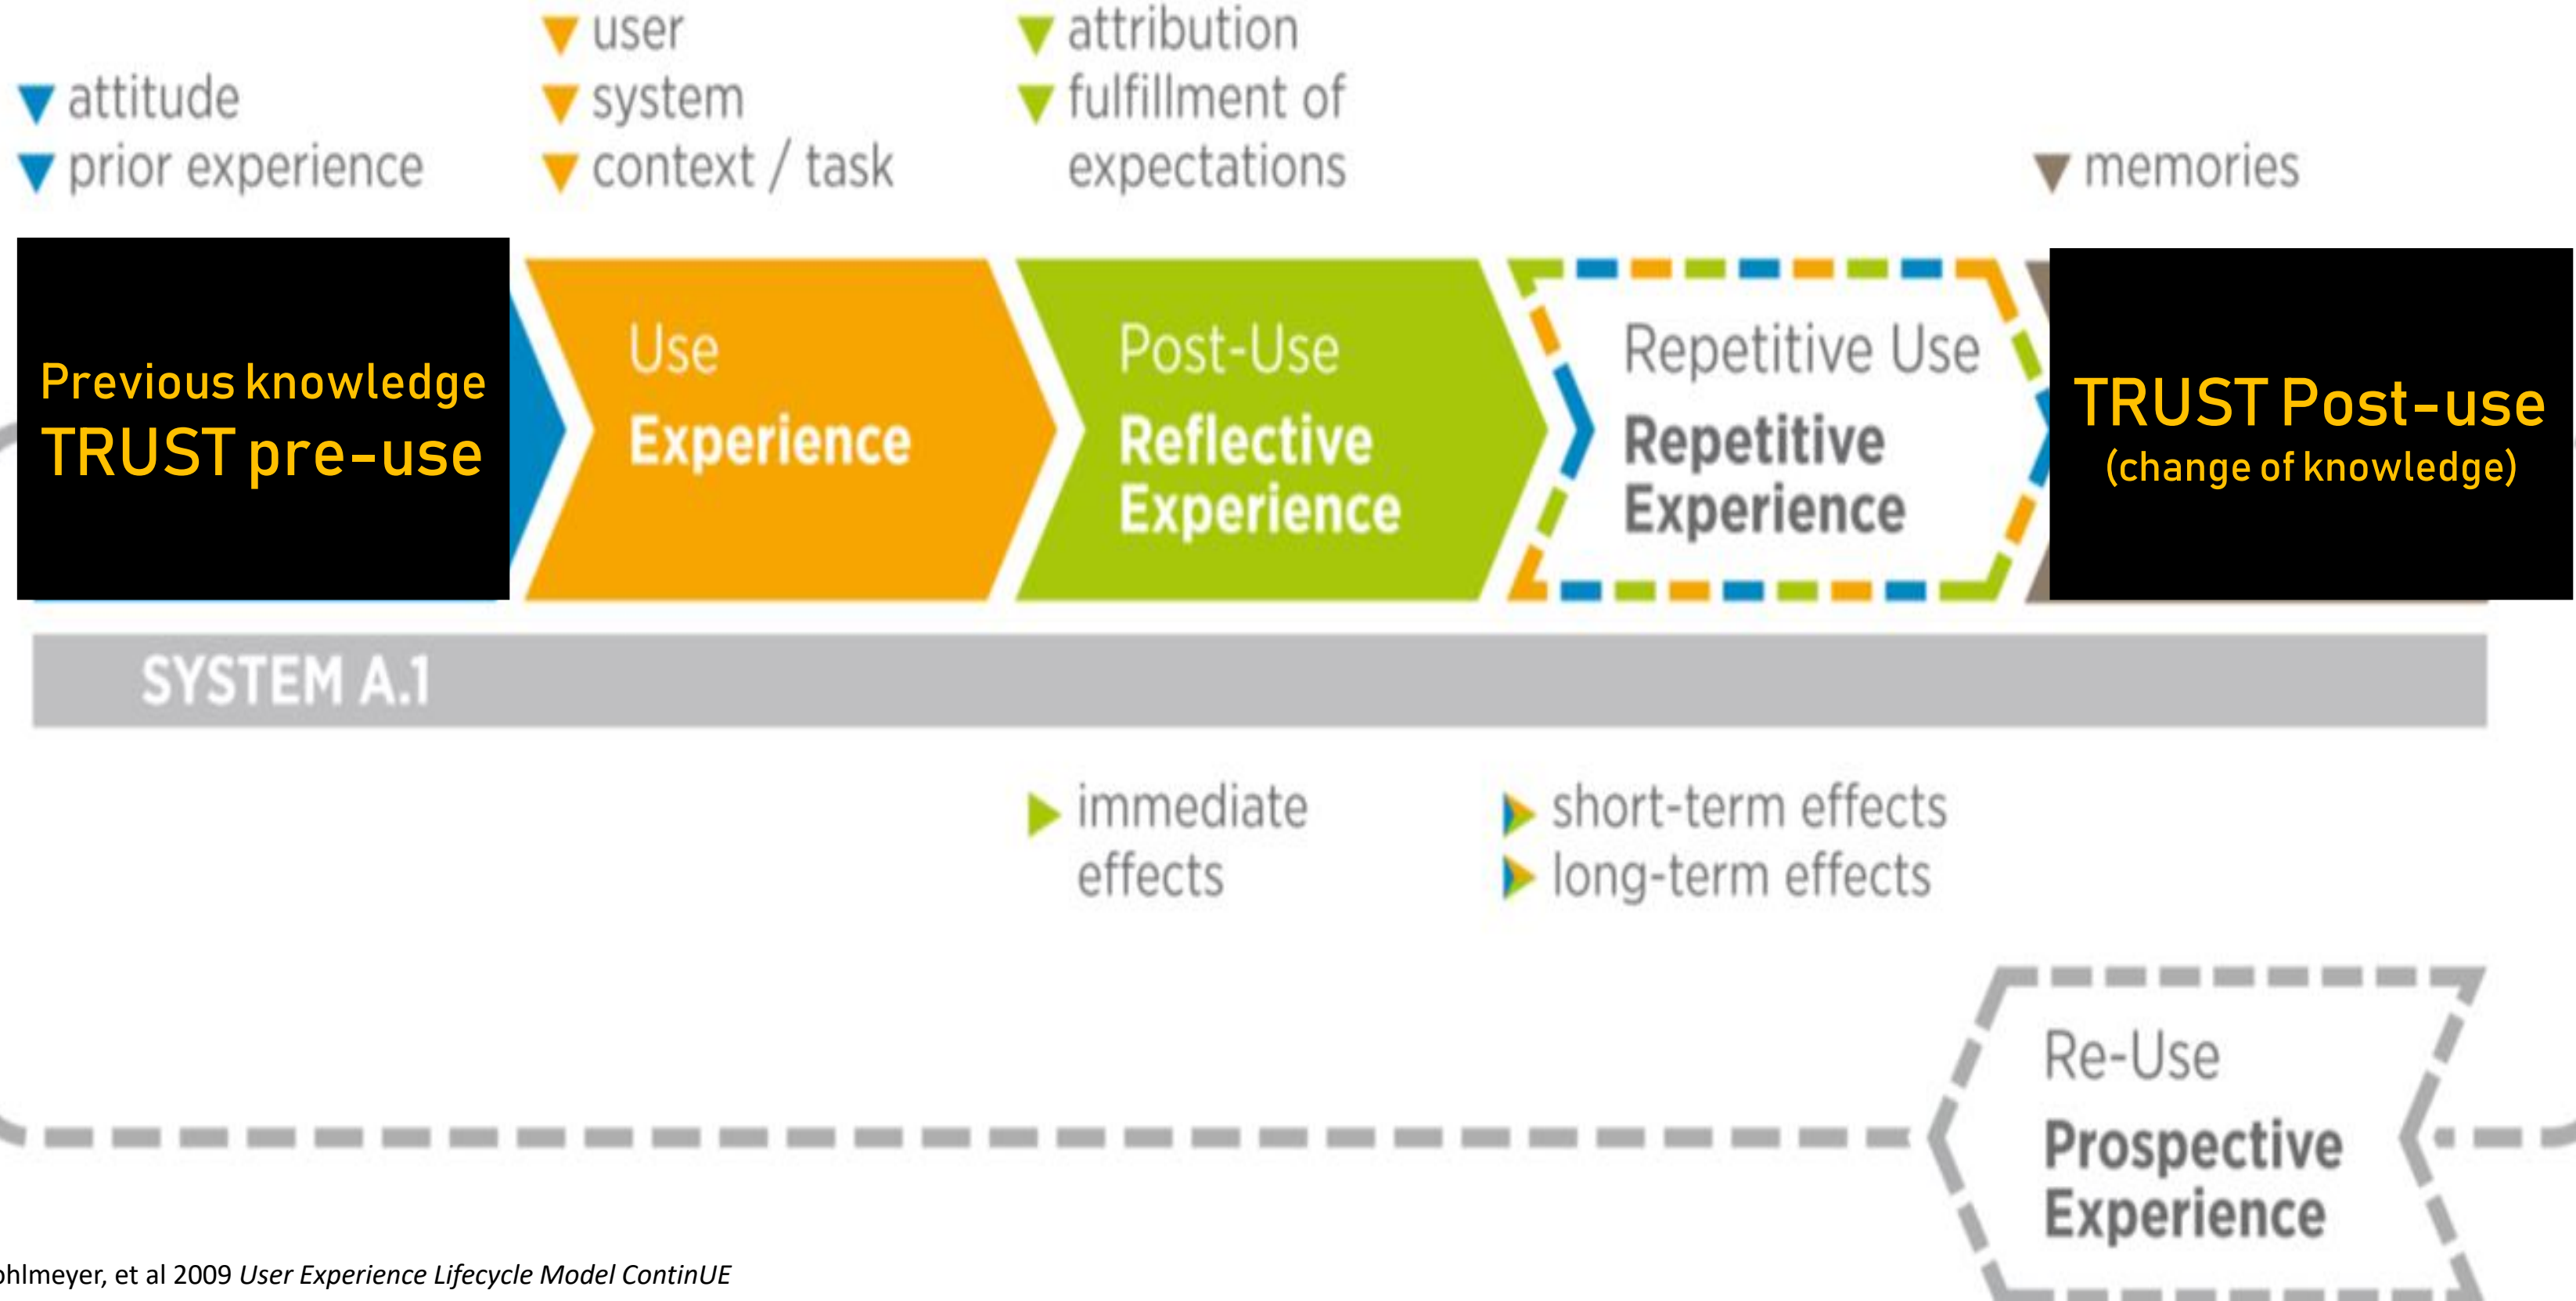 attitude
prior experience
user
system
context / task
attribution
fulfillment of
expectations
memories
Previous knowledge
TRUST pre-use
Use
Experience
Post-Use
Reflective
Experience
Repetitive Use
Repetitive
Experience
TRUST Post-use
(change of knowledge)
SYSTEM A.1
immediate
effects
short-term effects
long-term effects
Re-Use
Prospective
Experience
ohlmeyer, et al 2009 User Experience Lifecycle Model ContinUE